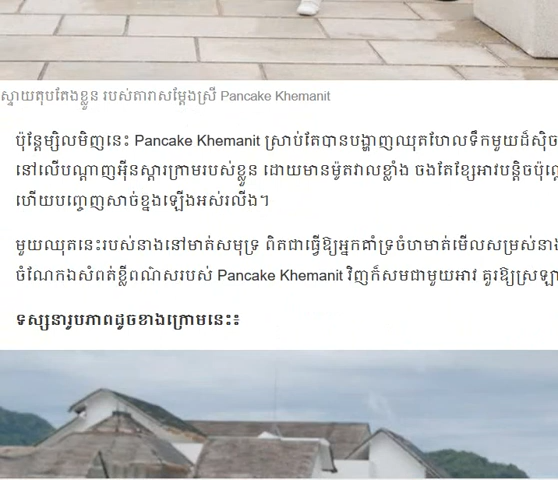 ស្ទាយតុបតែងខ្លួន របស់តារាសម្ដែងស្រី Pancake Khemanit
ប៉ុន្តែម្សិលមិញនេះ Pancake Khemanit ស្រាប់តែបានបង្ហាញឈុតហែលទឹកមួយដ៏ស៊ិច
នៅលើបណ្ដាញអ៊ីនស្តារក្រាមរបស់ខ្លួន ដោយមានម៉ូតវាលខ្លាំង ចងតែខ្សែអាវបន្តិចប៉ុណ្ណោះ
ហើយបញ្ចេញសាច់ខ្នងឡើងអស់រលីង។
មួយឈុតនេះរបស់នាងនៅមាត់សមុទ្រ ពិតជាធ្វើឱ្យអ្នកគាំទ្រចំហមាត់មើលសម្រស់នាង
ចំណែកឯសំពត់ខ្លីពណ៌សរបស់ Pancake Khemanit វិញក៏សមជាមួយអាវ គួរឱ្យស្រឡាញ់
ទស្សនារូបភាពដូចខាងក្រោមនេះ៖